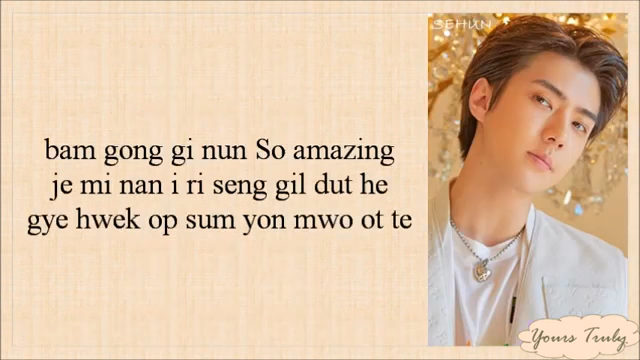 SEHUN
bam gong gi nun So amazing
je mi nan i ri seng gil dut he
gye hwek op sum yon mwo ot te
Yours Truly